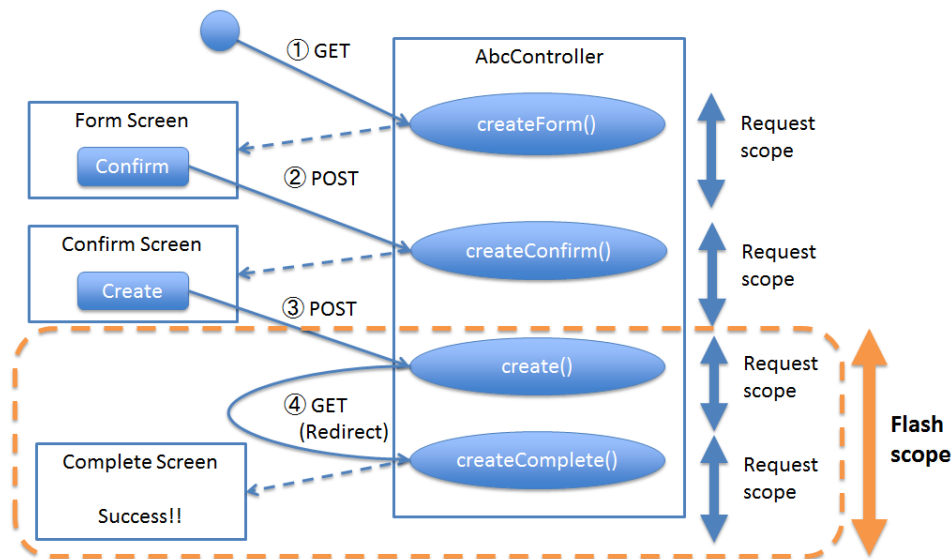 ① GET
AbcController
createForm()
Request
scope
Form Screen
Confirm
② POST
createConfirm()
Request
scope
Confirm Screen
Create
③ POST
create()
Request
scope
④ GET
(Redirect)
Flash
scope
createComplete()
Request
scope
Complete Screen
Success!!